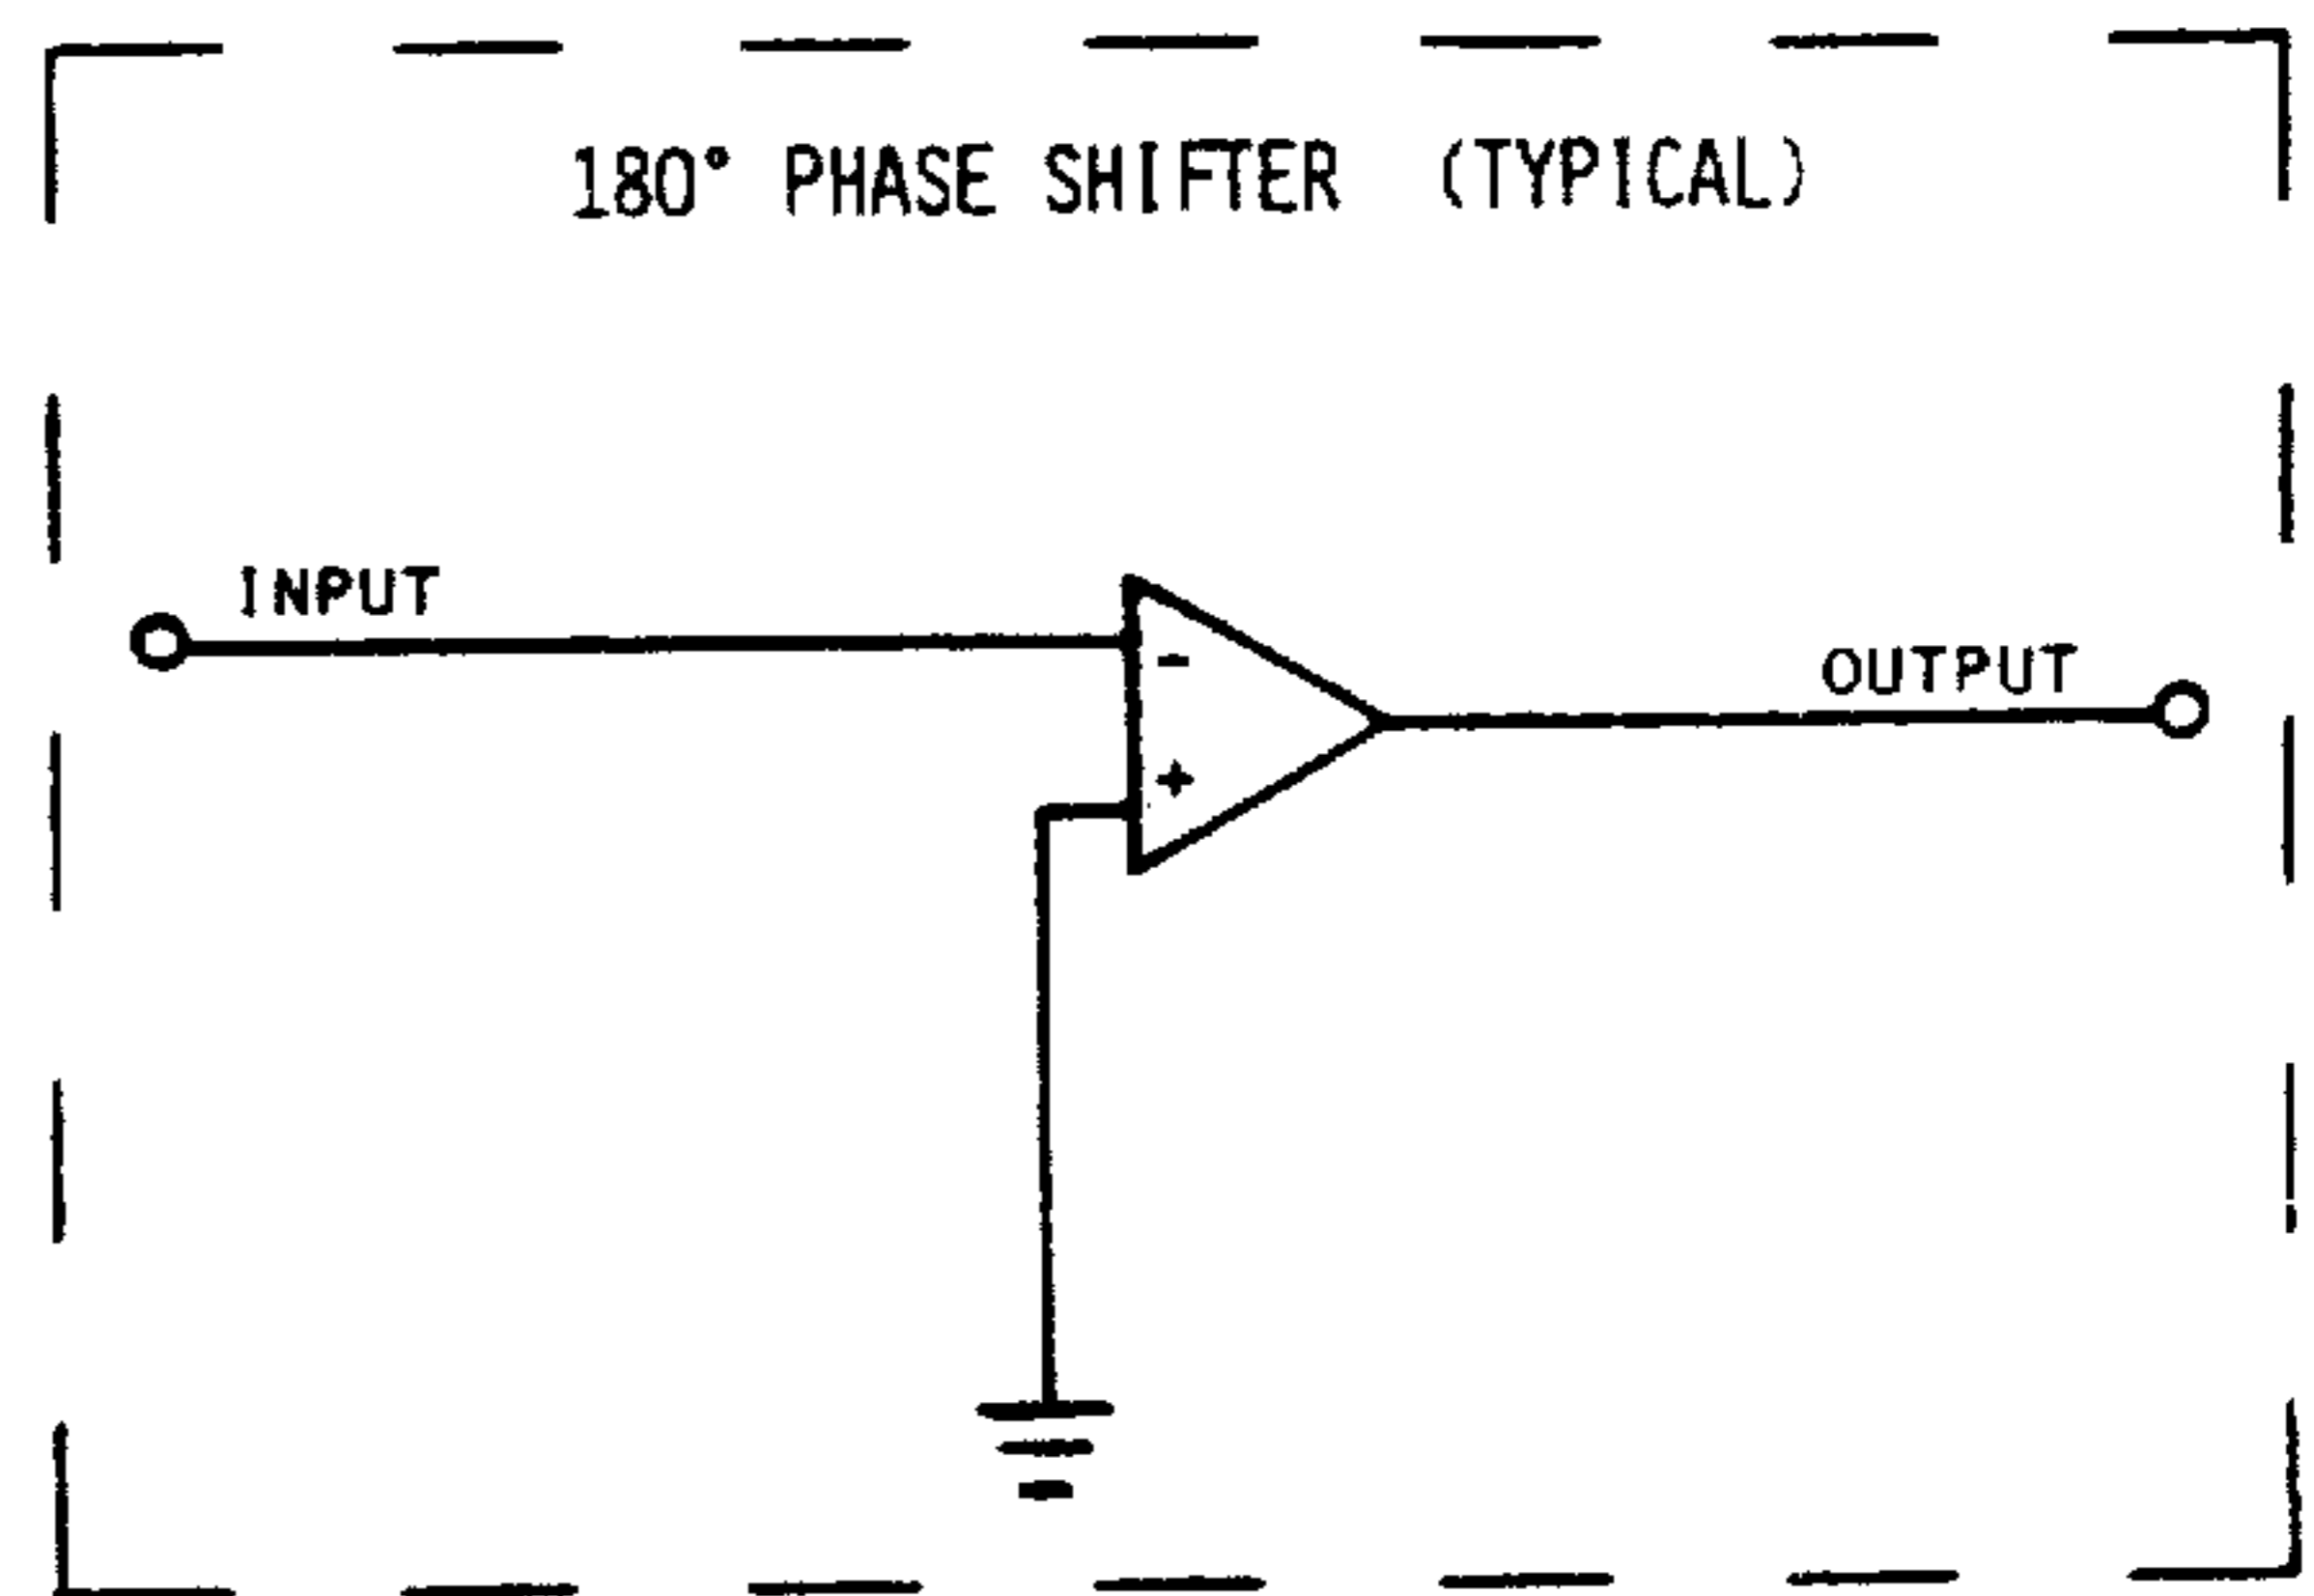 180° PHASE SHIFTER (TYPICAL)
INPUT
OUTPUT
-
+